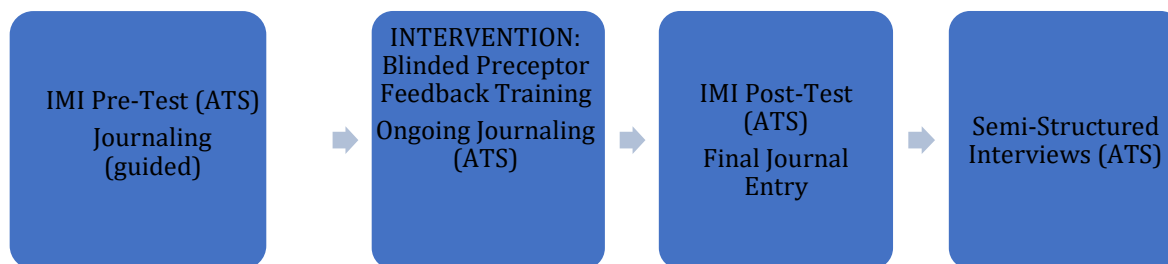 IMI Pre-Test (ATS)
Journaling
(guided)
INTERVENTION:
Blinded Preceptor
Feedback Training
Ongoing Journaling
(ATS)
IMI Post-Test
(ATS)
Final Journal
Entry
Semi-Structured
Interviews (ATS)